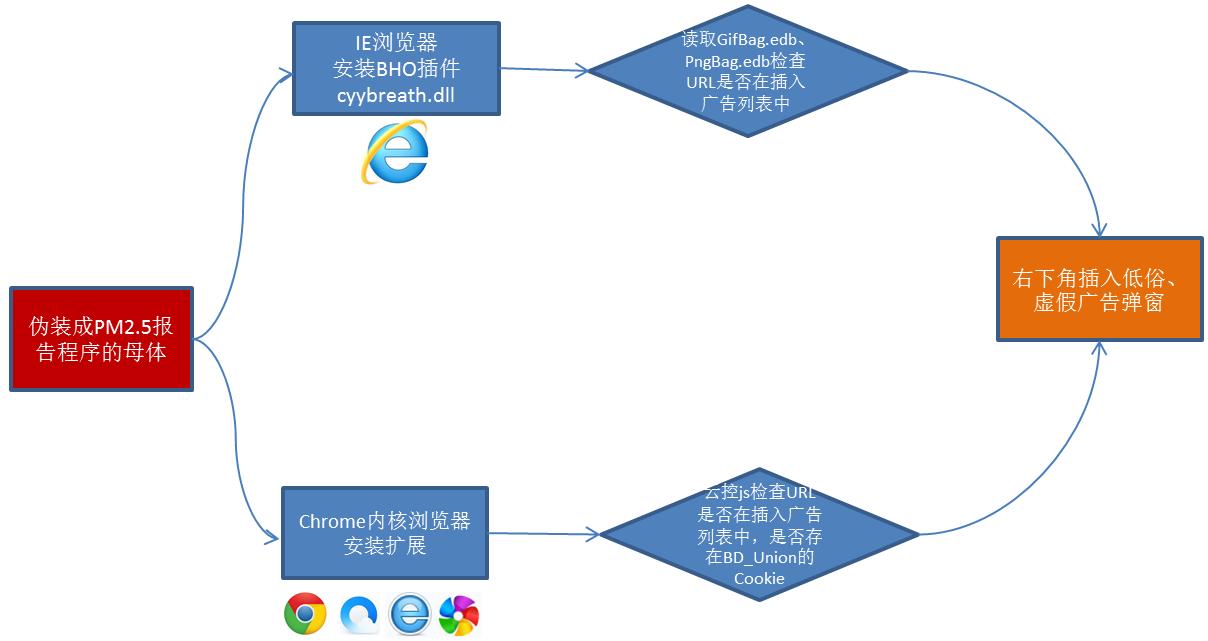 IE浏览器
安装BHO插件
cyybreath.dll
读取GifBag.edb、
PngBag.edb检查
URL是否在插入
广告列表中
右下角插入低俗、
虚假广告弹窗
伪装成PM2.5报
告程序的母体
Chrome内核浏览器
安装扩展
云控js检查URL
是否在插入广告
列表中，是否存
在BD_Union的
Cookie